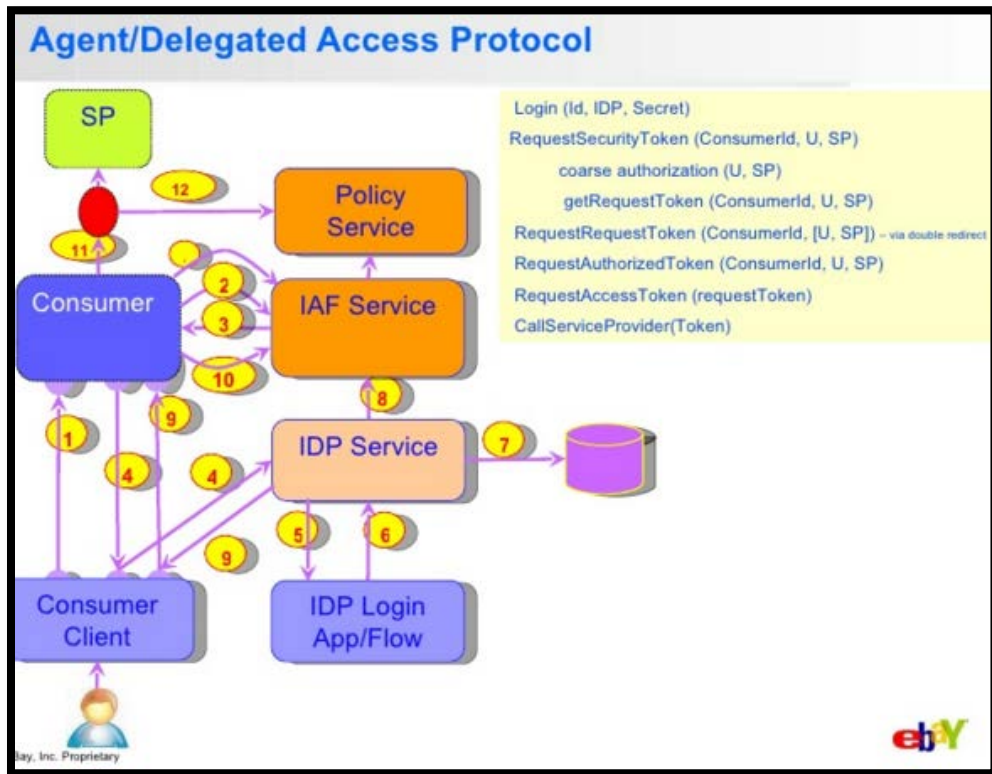 Agent/Delegated Access Protocol
SP
Login (Id, IDP, Secret)
RequestSecurityToken (ConsumerId, U, SP)
coarse authorization (U, SP)
getRequestToken (ConsumerId, U, SP)
RequestRequestToken (ConsumerId, [U, SP]) – via double redirect
RequestAuthorizedToken (ConsumerId, U, SP)
RequestAccessToken (requestToken)
CallServiceProvider(Token)
12
Policy
Service
11
Consumer
2
3
10
IAF Service
8
1
9
4
4
IDP Service
7
5
6
9
Consumer
Client
IDP Login
App/Flow
Bay, Inc. Proprietary
ebY